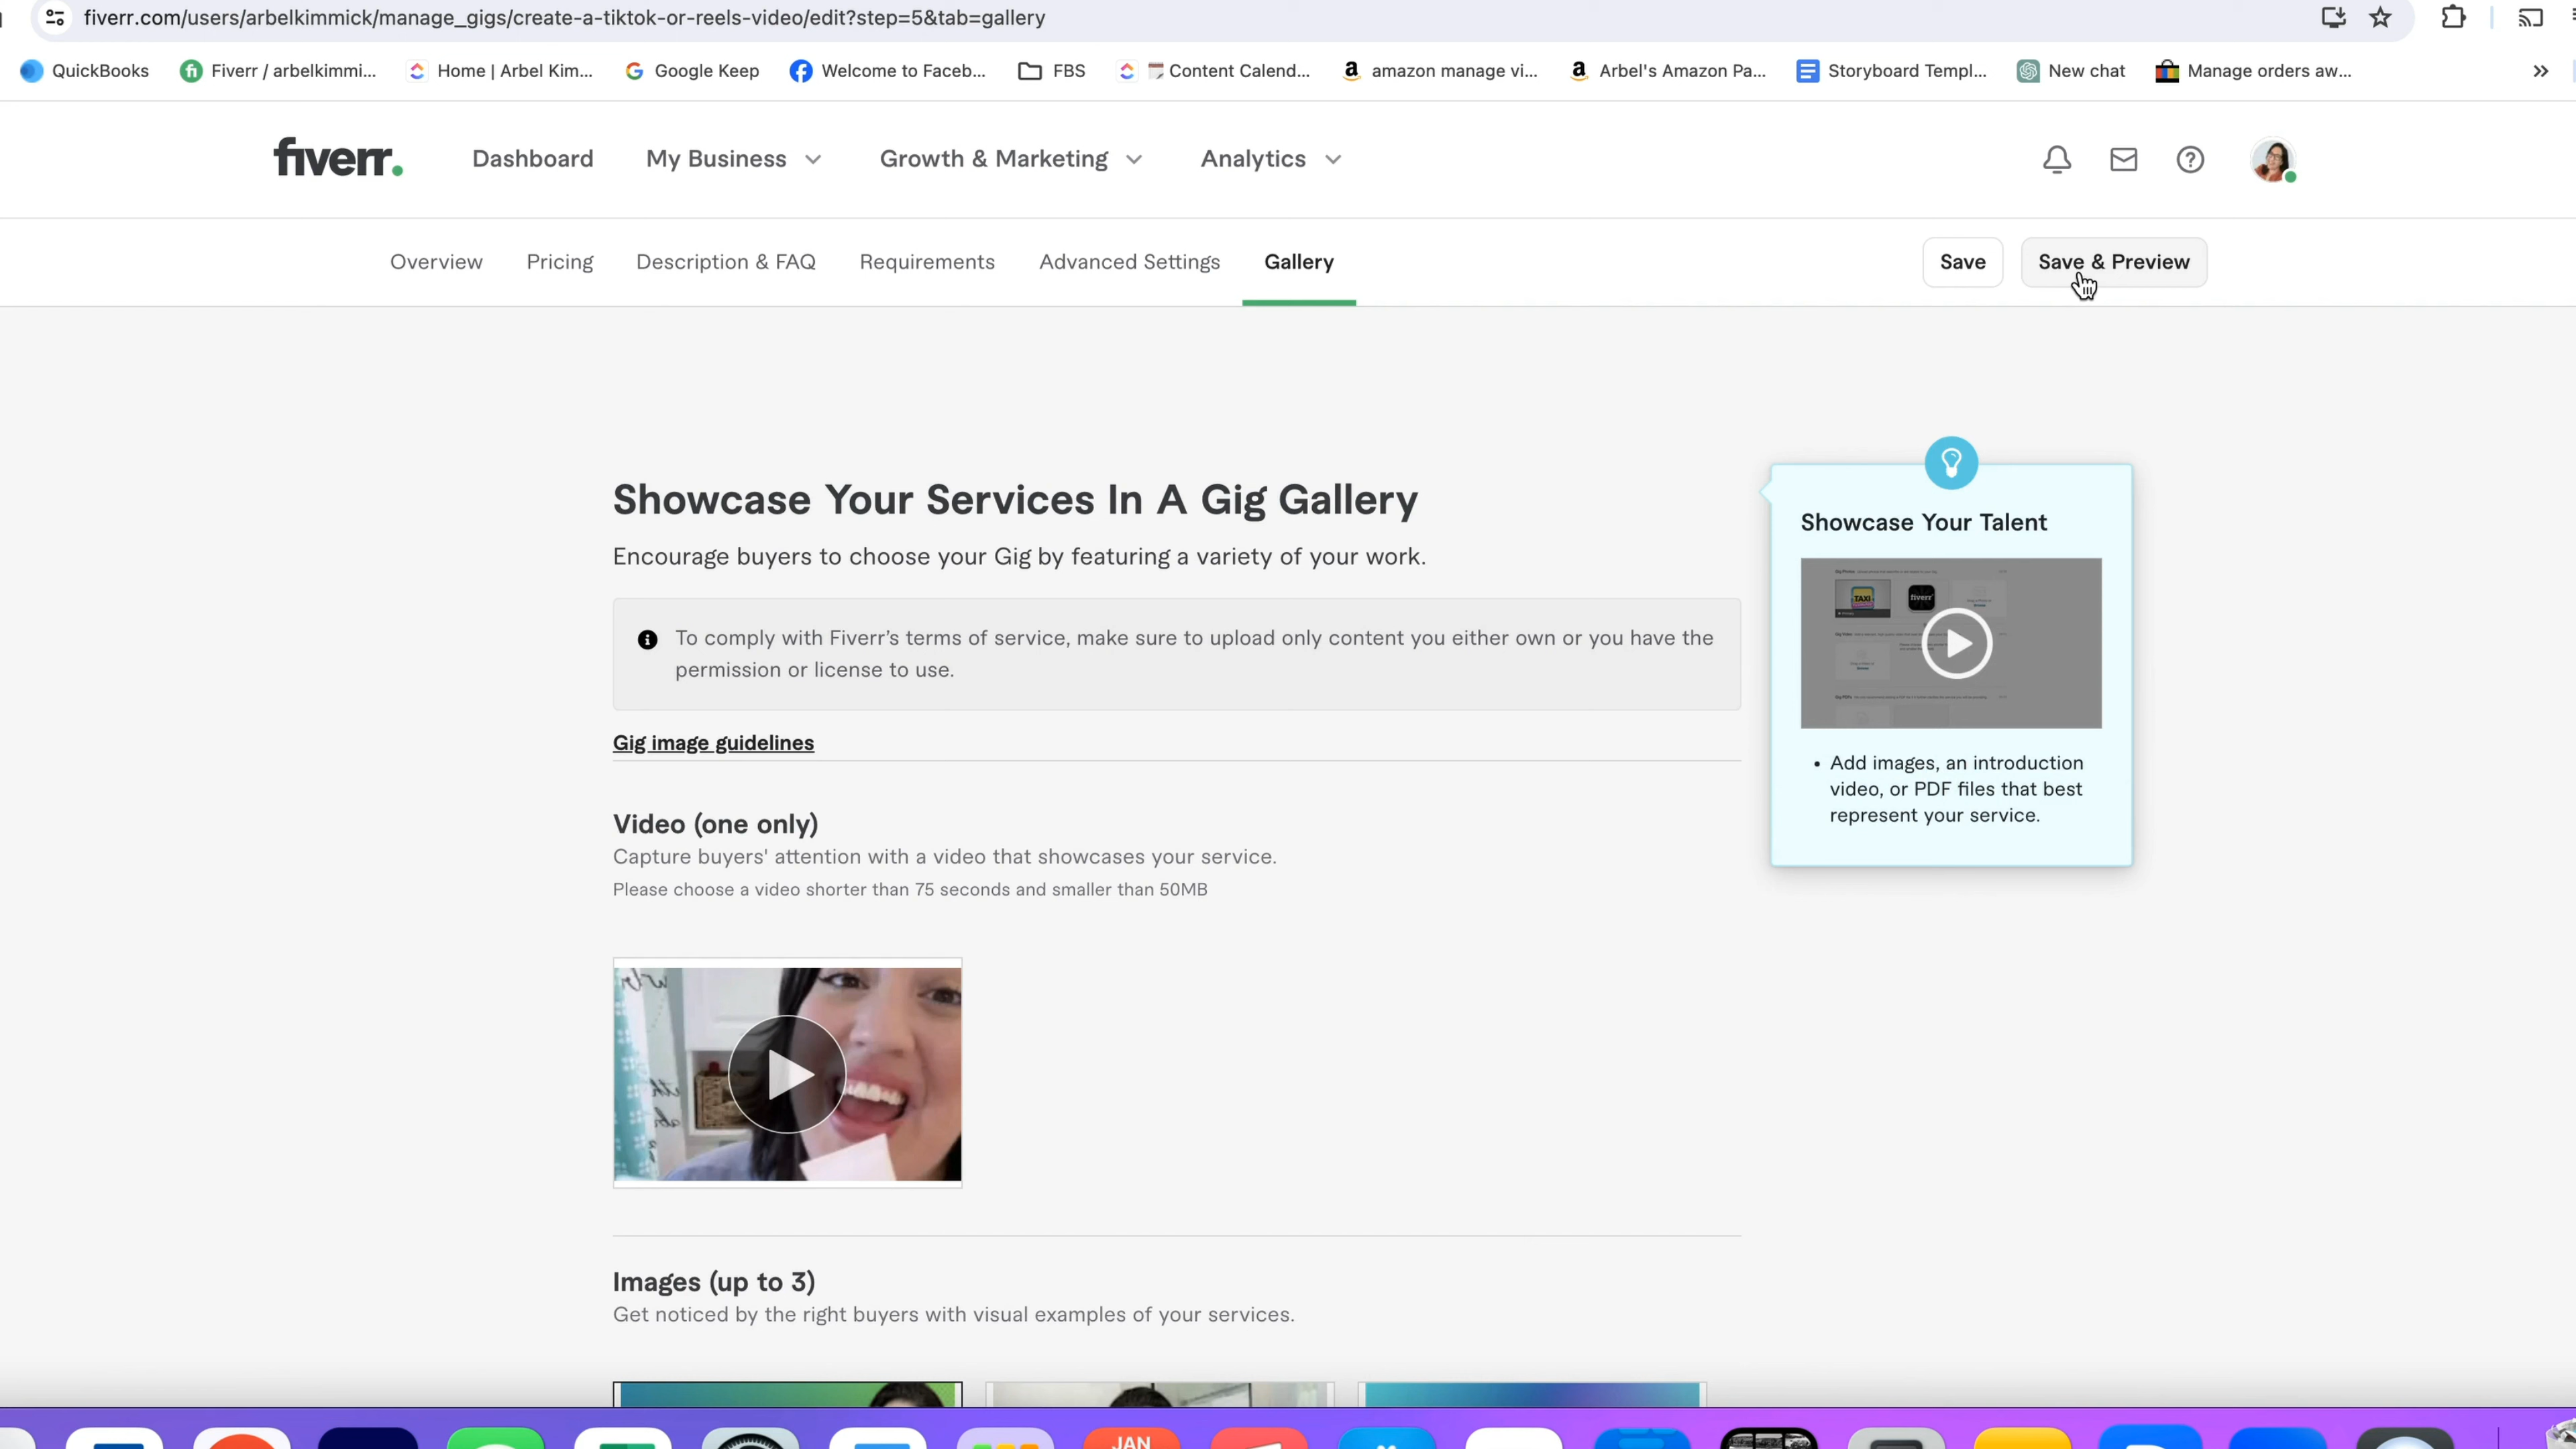 fiverr.com/users/arbelkimmick/manage_gigs/create-a-tiktok-or-reels-video/edit?step=5&tab=gallery
QuickBooks Fiverr / arbelkimmi... Home | Arbel Kim... Google Keep Welcome to Faceb... FBS Content Calend... amazon manage vi... Arbel's Amazon Pa... Storyboard Templ... New chat Manage orders aw...
fiverr. Dashboard My Business Growth & Marketing Analytics
Overview Pricing Description & FAQ Requirements Advanced Settings Gallery Save Save & Preview
Showcase Your Services In A Gig Gallery
Encourage buyers to choose your Gig by featuring a variety of your work.
To comply with Fiverr's terms of service, make sure to upload only content you either own or you have the
permission or license to use.
Gig image guidelines
Showcase Your Talent
TAXI fiverr
• Add images, an introduction
video, or PDF files that best
represent your service.
Video (one only)
Capture buyers' attention with a video that showcases your service.
Please choose a video shorter than 75 seconds and smaller than 50MB
Images (up to 3)
Get noticed by the right buyers with visual examples of your services.
JAN